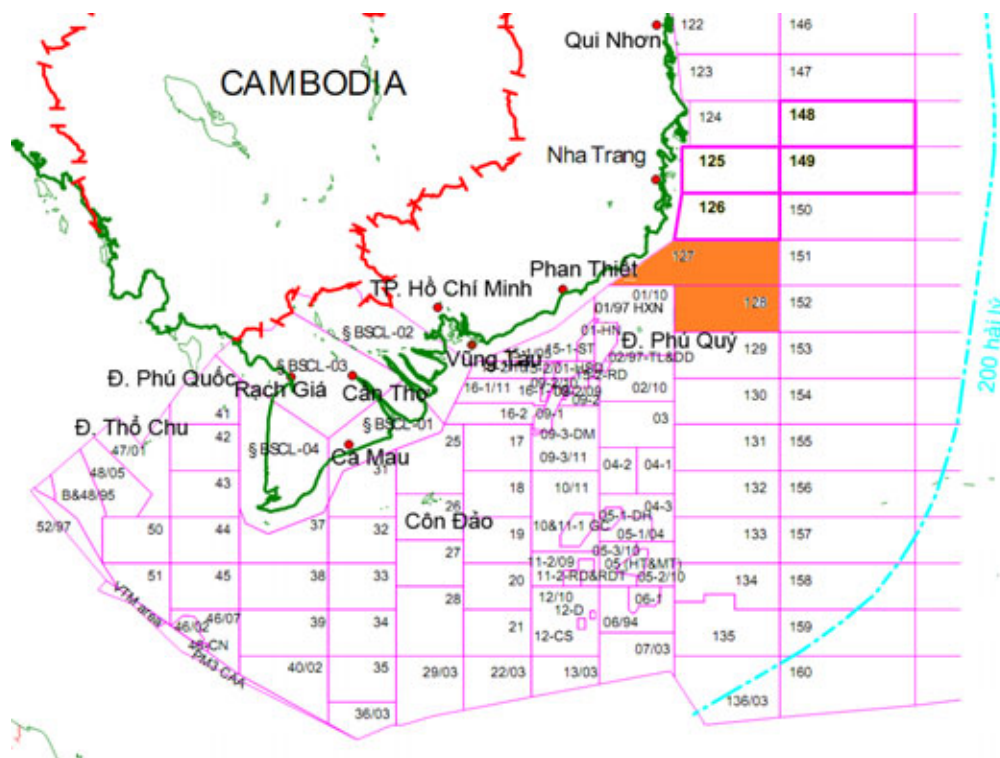 122
146
Qui Nhơn
123
147
CAMBODIA
124
148
Nha Trang
125
149
126
150
127
151
Phan Thiết
01/10
128
152
TP. Hồ Chí Minh
01/97 HXN
01-HN
Đ. Phú Quý
§ BSCL-02
Vũng Tàu
15-1-ST
02/97-TL&DD
129
153
§ BSCL-03
Đ. Phú Quốc
Rạch Giá
Cần Thơ
16-1/11
02/10
130
154
200 hải lý
41
§ BSCL-01
16-2
09-1
03
Đ. Thổ Chu
42
25
17
09-3-DM
131
155
47/01
§ BSCL-04
Cà Mau
31
09-3/11
04-2
04-1
48/05
43
18
10/11
132
156
B&48/95
26
04-3
52/97
50
44
37
32
Côn Đảo
19
10&11-1 GC
05-1-DH
05-1/04
133
157
27
11-2/09
05-3/10
05 (HT&MT)
51
45
38
33
20
11-2-RD&RDT
05-2/10
134
158
VTM area
28
12/10
06-1
46/02
46/07
39
34
21
12-D
06/94
159
46-CN
12-CS
135
PM3 CAA
40/02
35
29/03
22/03
13/03
07/03
160
36/03
136/03